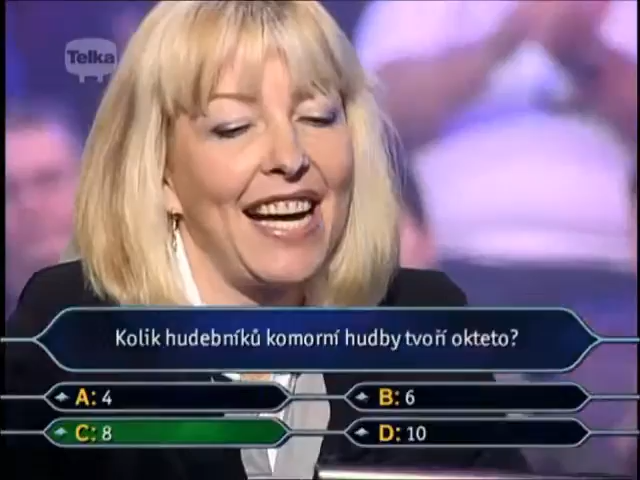 Telka
Kolik hudebníků komorní hudby tvoří okteto?
A: 4
B: 6
C: 8
D: 10